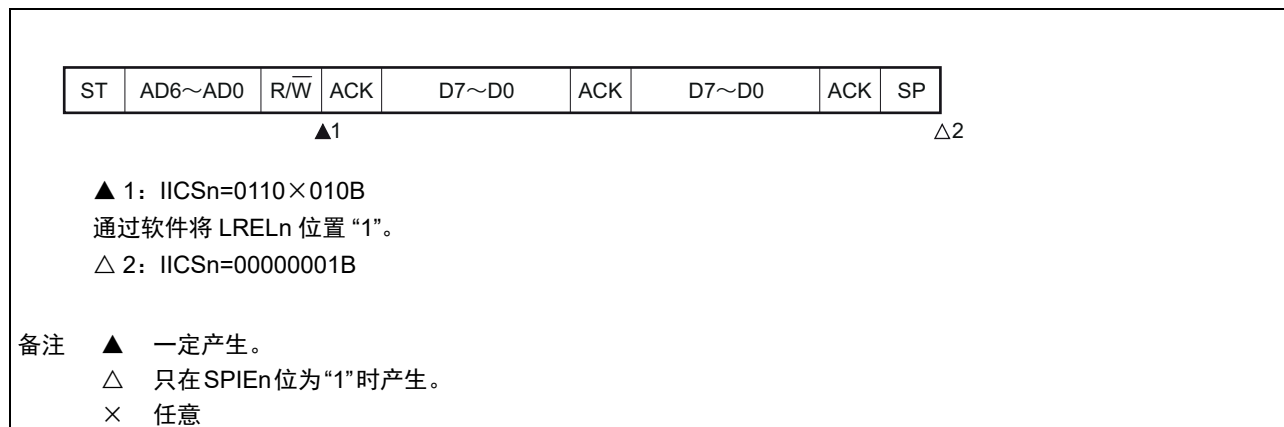 ST AD6～AD0 R/W̅ ACK D7～D0 ACK D7～D0 ACK SP
▲1 △2
▲ 1：IICSn=0110×010B
通过软件将 LRELn 位置 “1”。
△ 2：IICSn=00000001B
备注 ▲ 一定产生。
△ 只在SPIEn位为“1”时产生。
× 任意